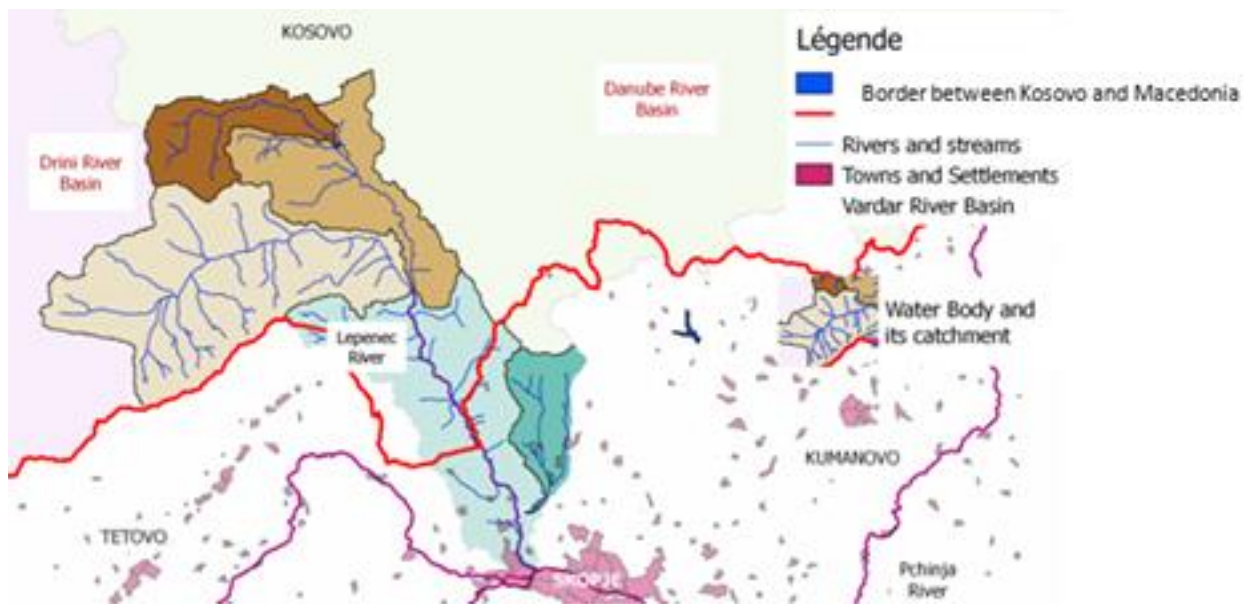 KOSOVO
Danube River
Basin
Drini River
Basin
Légende
Border between Kosovo and Macedonia
Rivers and streams
Towns and Settlements
Vardar River Basin
Water Body and
its catchment
Lepenec
River
KUMANOVO
TETOVO
SKOPJE
Pchinja
River